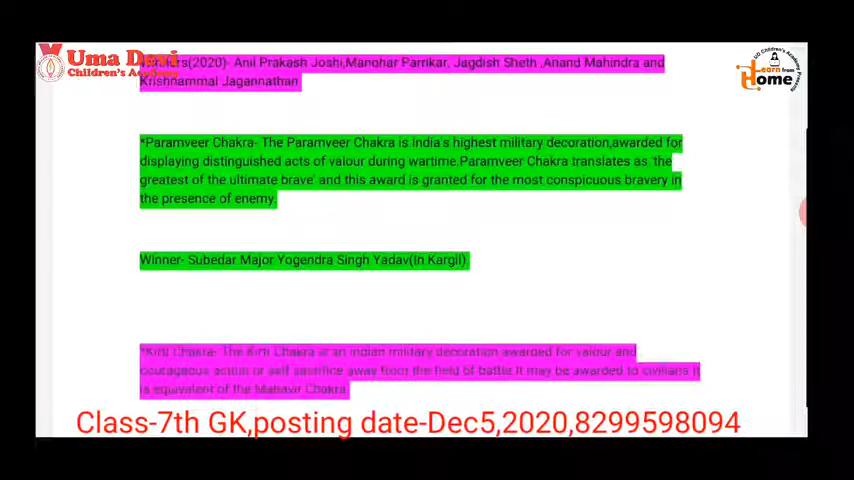 Uma Devi
Children's Academy
UD Children's Academy Presents
Learn from
Home
(2020)- Anil Prakash Joshi,Manohar Parrikar, Jagdish Sheth ,Anand Mahindra and
Krishnammal Jagannathan
*Paramveer Chakra- The Paramveer Chakra is India's highest military decoration,awarded for
displaying distinguished acts of valour during wartime.Paramveer Chakra translates as 'the
greatest of the ultimate brave' and this award is granted for the most conspicuous bravery in
the presence of enemy.
Winner- Subedar Major Yogendra Singh Yadav(In Kargil)
*Kirti Chakra- The Kirti Chakra is an indian military decoration awarded for valour and
courageous action or self sacrifice away from the field of battle.It may be awarded to civilians It
is equivalent of the Mahavir Chakra.
Class-7th GK,posting date-Dec5,2020,8299598094